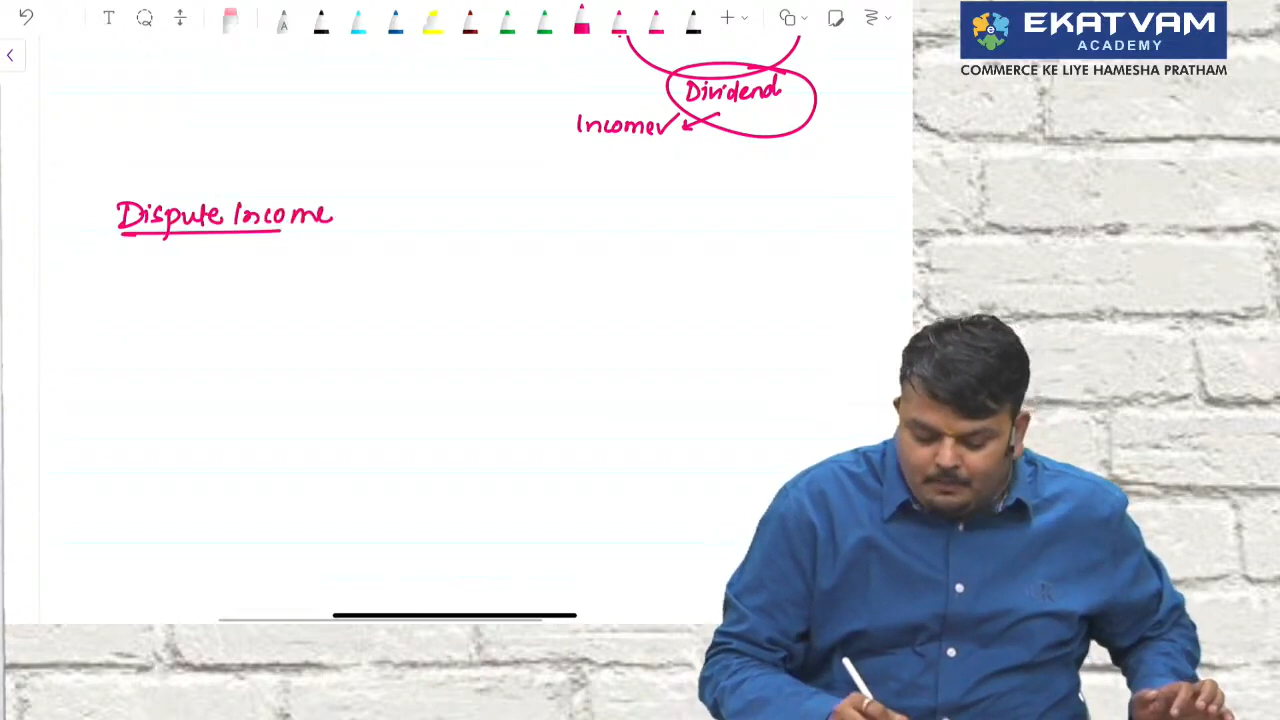 EKATVAM
ACADEMY
COMMERCE KE LIYE HAMESHA PRATHAM
Dividend
Income
Dispute Income